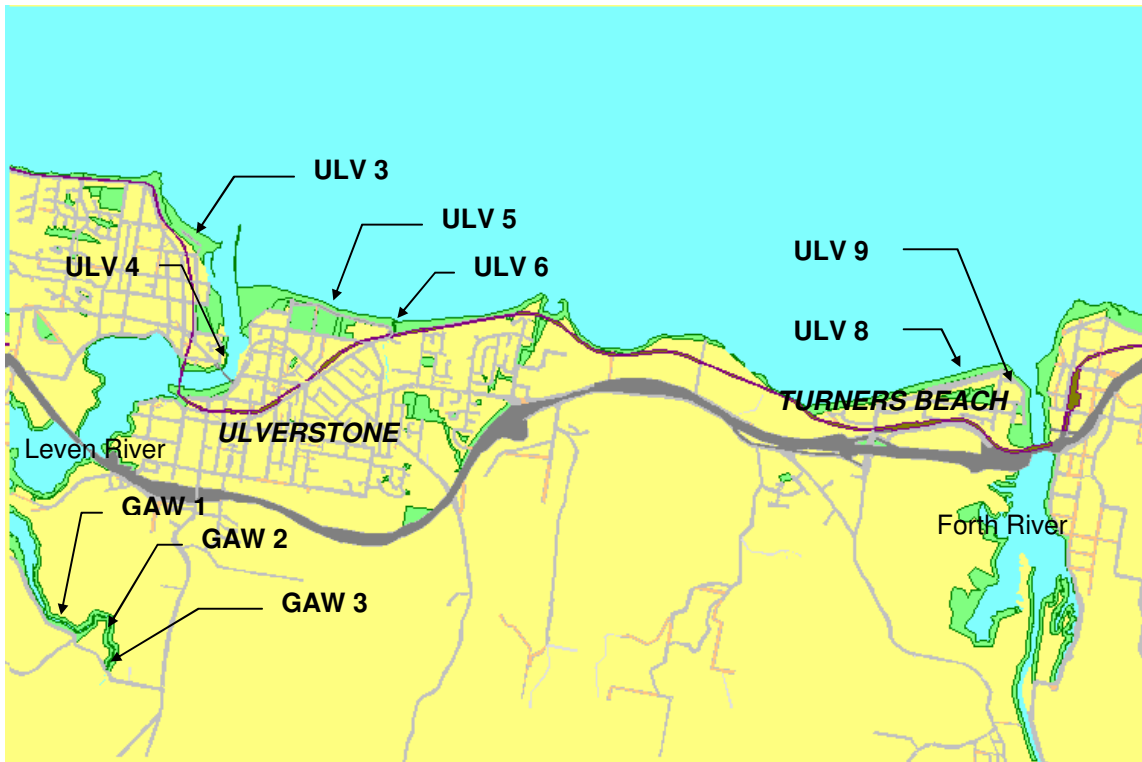 ULV 3
ULV 5
ULV 4
ULV 6
ULV 9
ULV 8
TURNERS BEACH
ULVERSTONE
Leven River
GAW 1
GAW 2
Forth River
GAW 3